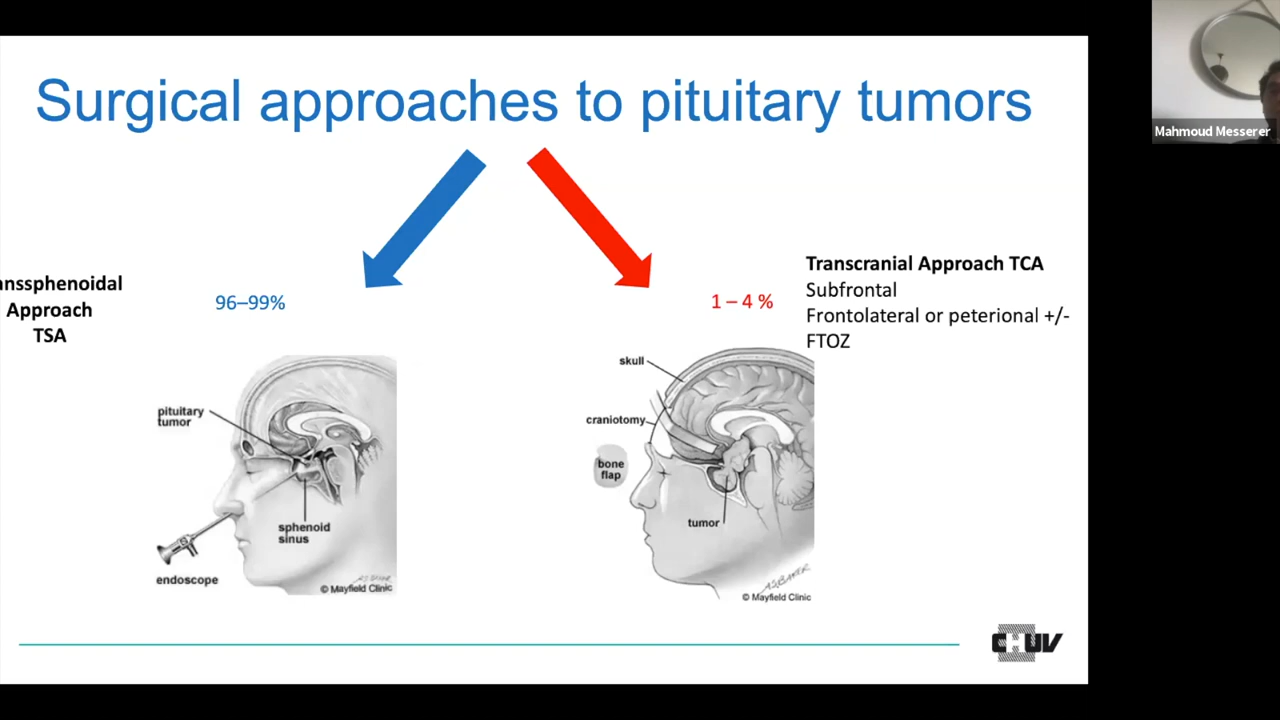 Surgical approaches to pituitary tumors
Mahmoud Messerer
anssphenoidal
Approach
TSA
96–99%
1 – 4 %
Transcranial Approach TCA
Subfrontal
Frontolateral or peterional +/-
FTOZ
pituitary
tumor
sphenoid
sinus
endoscope
© Mayfield Clinic
skull
craniotomy
bone
flap
tumor
© Mayfield Clinic
CHUV